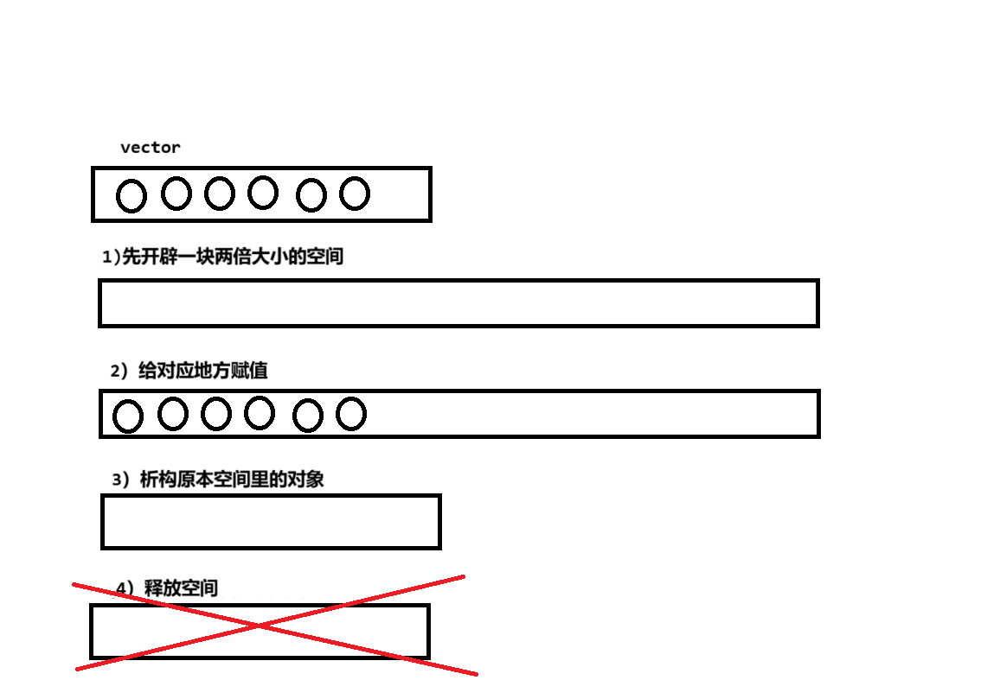 vector
1)先开辟一块两倍大小的空间
2) 给对应地方赋值
3) 析构原本空间里的对象
4) 释放空间